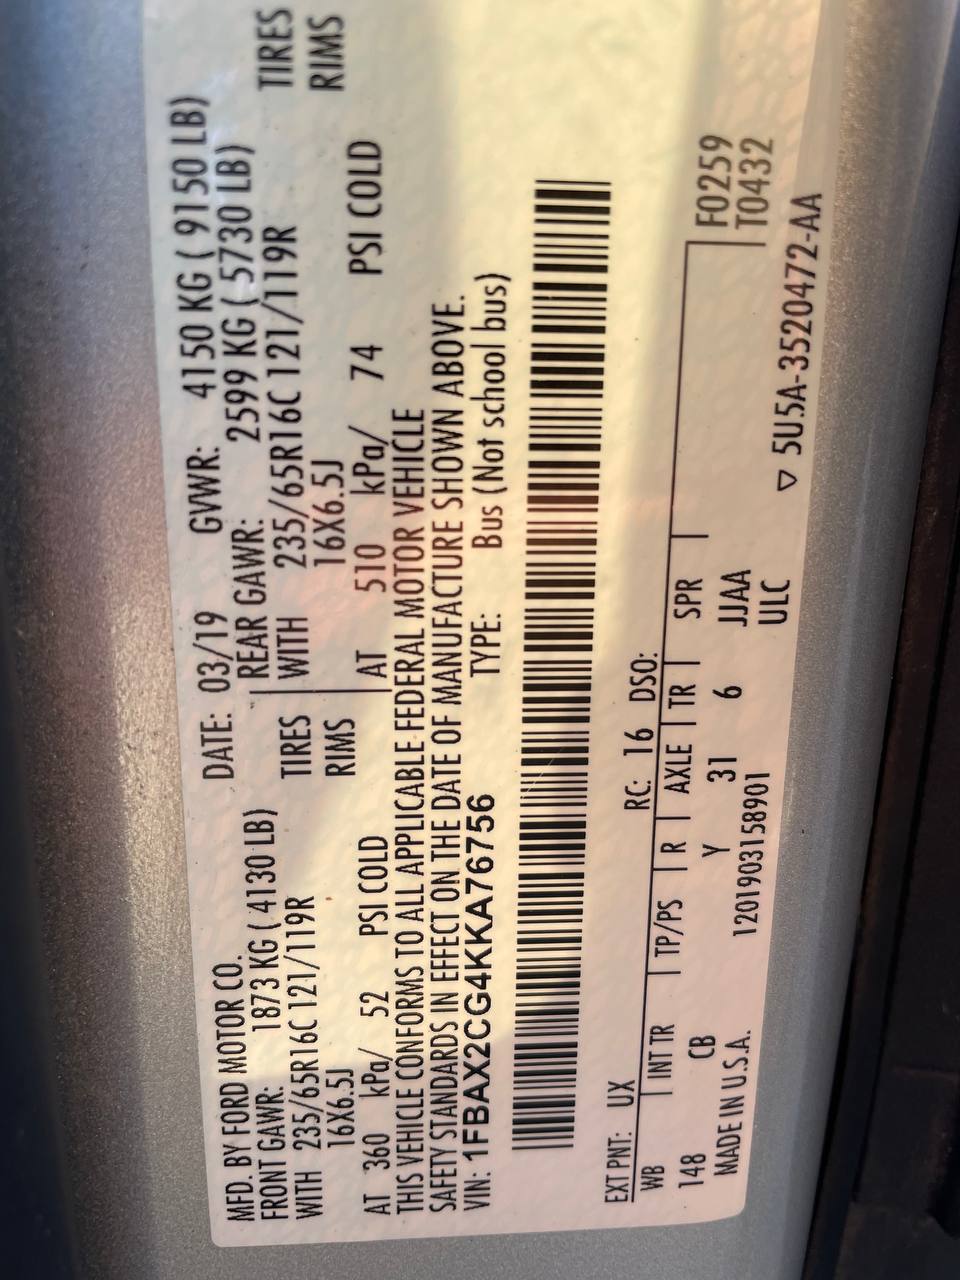 MFD. BY FORD MOTOR CO. DATE: 03/19 GVWR: 4150 KG ( 9150 LB)
FRONT GAWR: 1873 KG ( 4130 LB) REAR GAWR: 2599 KG ( 5730 LB)
WITH 235/65R16C 121/119R TIRES WITH 235/65R16C 121/119R TIRES
16X6.5J RIMS 16X6.5J RIMS
AT 360 kPa/ 52 PSI COLD AT 510 kPa/ 74 PSI COLD
THIS VEHICLE CONFORMS TO ALL APPLICABLE FEDERAL MOTOR VEHICLE
SAFETY STANDARDS IN EFFECT ON THE DATE OF MANUFACTURE SHOWN ABOVE.
VIN: 1FBAX2CG4KKA76756 TYPE: Bus (Not school bus)
EXT PNT: UX RC: 16 DSO:
WB INT TR TP/PS R AXLE TR SPR F0259
148 CB Y 31 6 JJAA T0432
MADE IN U.S.A. 1201903158901 ULC
▽ 5U5A-3520472-AA